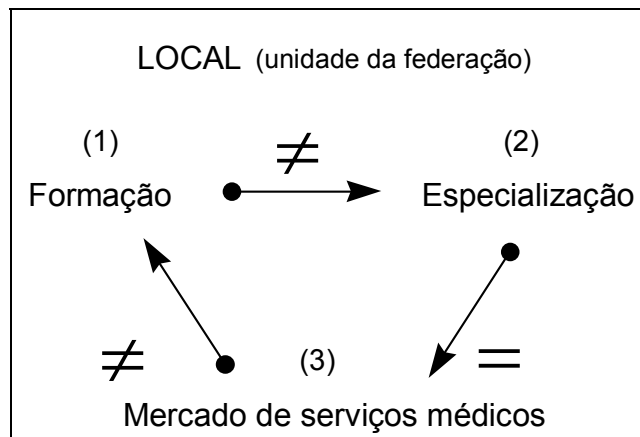 LOCAL (unidade da federação)
(1)
≠
(2)
Formação
Especialização
≠
(3)
=
Mercado de serviços médicos